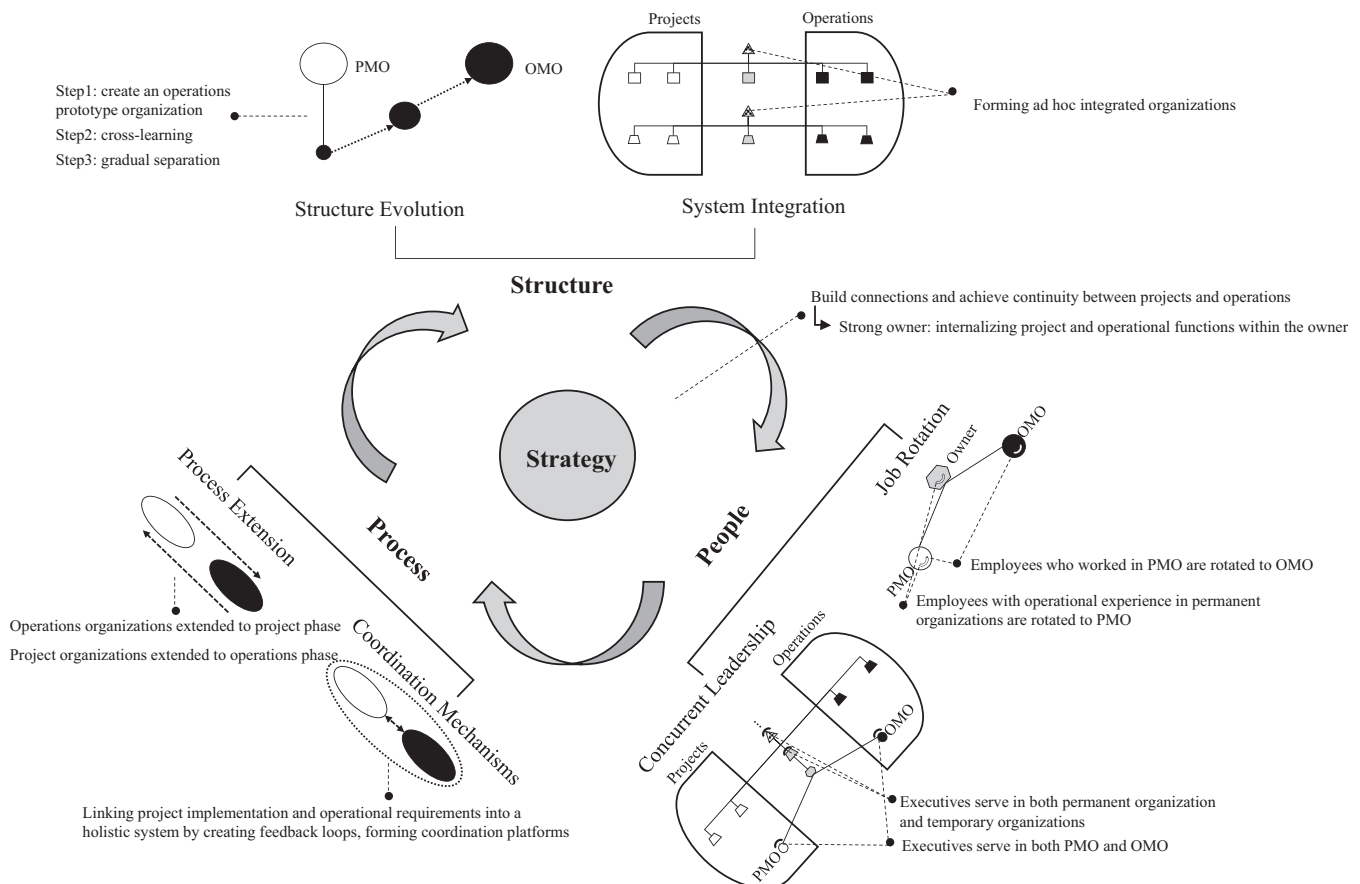 Projects
Operations
PMO
OMO
Step1: create an operations
prototype organization
Step2: cross-learning
Step3: gradual separation
Forming ad hoc integrated organizations
Structure Evolution
System Integration
Structure
Build connections and achieve continuity between projects and operations
Strong owner: internalizing project and operational functions within the owner
Strategy
Process
People
Process Extension
Operations organizations extended to project phase
Project organizations extended to operations phase
Coordination Mechanisms
Linking project implementation and operational requirements into a
holistic system by creating feedback loops, forming coordination platforms
Job Rotation
Owner
OMO
PMO
Employees who worked in PMO are rotated to OMO
Employees with operational experience in permanent
organizations are rotated to PMO
Concurrent Leadership
Operations
Projects
OMO
PMO
Executives serve in both permanent organization
and temporary organizations
Executives serve in both PMO and OMO